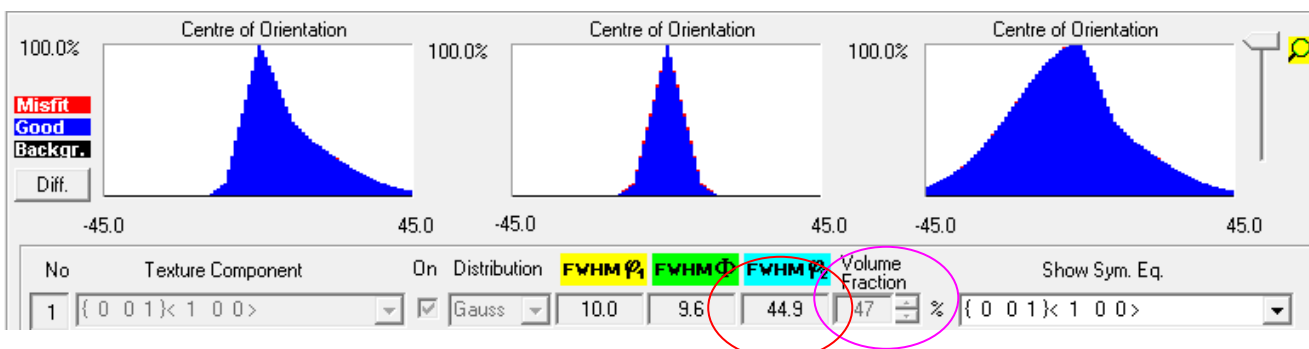 Centre of Orientation Centre of Orientation Centre of Orientation
100.0% 100.0% 100.0%
Misfit
Good
Backgr.
Diff.
-45.0 45.0 -45.0 45.0 -45.0 45.0
No Texture Component On Distribution FWHM φ1 FWHM Φ FWHM φ2 Volume Fraction Show Sym. Eq.
1 { 0 0 1}< 1 0 0> Gauss 10.0 9.6 44.9 47 % { 0 0 1}< 1 0 0>